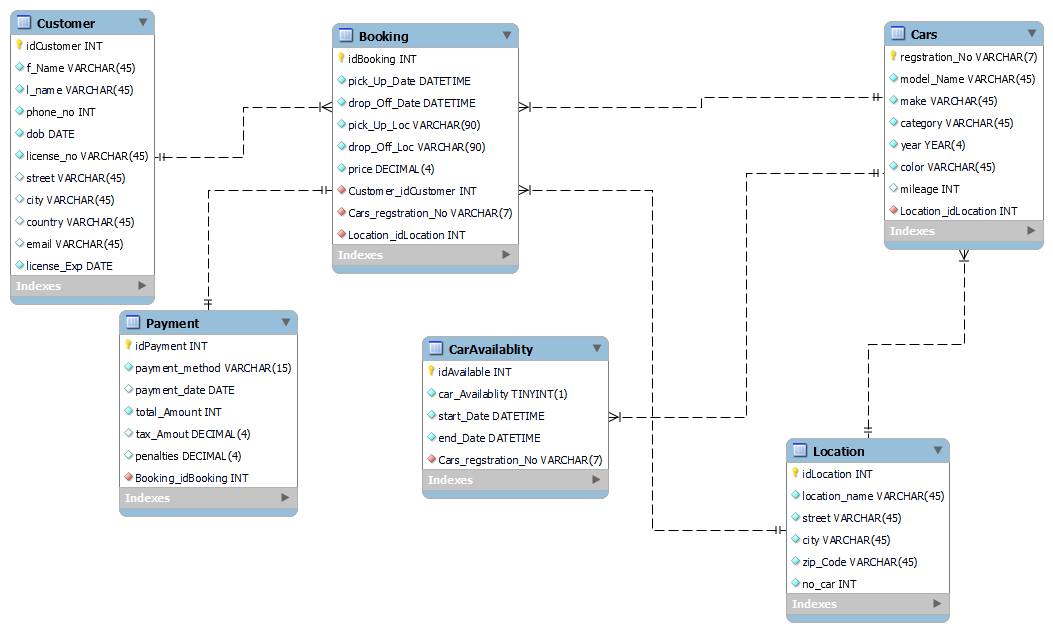 Customer
idCustomer INT
f_Name VARCHAR(45)
l_name VARCHAR(45)
phone_no INT
dob DATE
license_no VARCHAR(45)
street VARCHAR(45)
city VARCHAR(45)
country VARCHAR(45)
email VARCHAR(45)
license_Exp DATE
Indexes
Booking
idBooking INT
pick_Up_Date DATETIME
drop_Off_Date DATETIME
pick_Up_Loc VARCHAR(90)
drop_Off_Loc VARCHAR(90)
price DECIMAL(4)
Customer_idCustomer INT
Cars_regstration_No VARCHAR(7)
Location_idLocation INT
Indexes
Cars
regstration_No VARCHAR(7)
model_Name VARCHAR(45)
make VARCHAR(45)
category VARCHAR(45)
year YEAR(4)
color VARCHAR(45)
mileage INT
Location_idLocation INT
Indexes
Payment
idPayment INT
payment_method VARCHAR(15)
payment_date DATE
total_Amount INT
tax_Amout DECIMAL(4)
penalties DECIMAL(4)
Booking_idBooking INT
Indexes
CarAvailablity
idAvailable INT
car_Availablity TINYINT(1)
start_Date DATETIME
end_Date DATETIME
Cars_regstration_No VARCHAR(7)
Indexes
Location
idLocation INT
location_name VARCHAR(45)
street VARCHAR(45)
city VARCHAR(45)
zip_Code VARCHAR(45)
no_car INT
Indexes